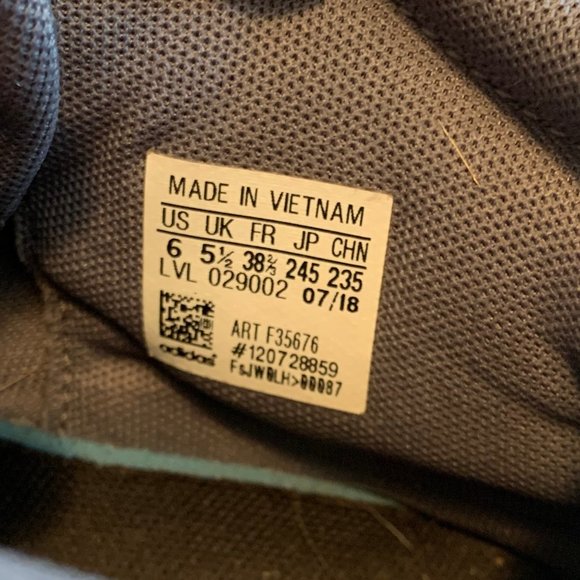 MADE IN VIETNAM
US UK FR JP CHN
6 5½ 38⅔ 245 235
LVL 029002 07/18
ART F35676
#120728859
adidas